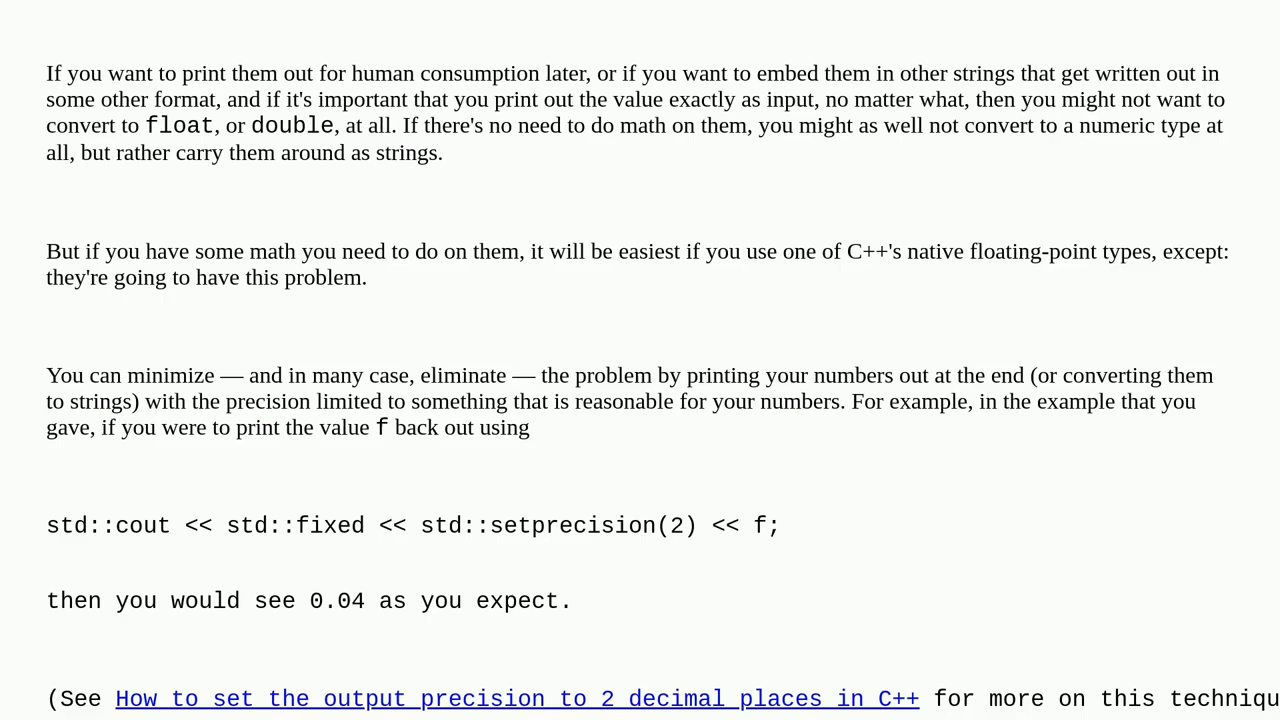 If you want to print them out for human consumption later, or if you want to embed them in other strings that get written out in
some other format, and if it's important that you print out the value exactly as input, no matter what, then you might not want to
convert to float, or double, at all. If there's no need to do math on them, you might as well not convert to a numeric type at
all, but rather carry them around as strings.
But if you have some math you need to do on them, it will be easiest if you use one of C++'s native floating-point types, except:
they're going to have this problem.
You can minimize — and in many case, eliminate — the problem by printing your numbers out at the end (or converting them
to strings) with the precision limited to something that is reasonable for your numbers. For example, in the example that you
gave, if you were to print the value f back out using
std::cout << std::fixed << std::setprecision(2) << f;
then you would see 0.04 as you expect.
(See How to set the output precision to 2 decimal places in C++ for more on this